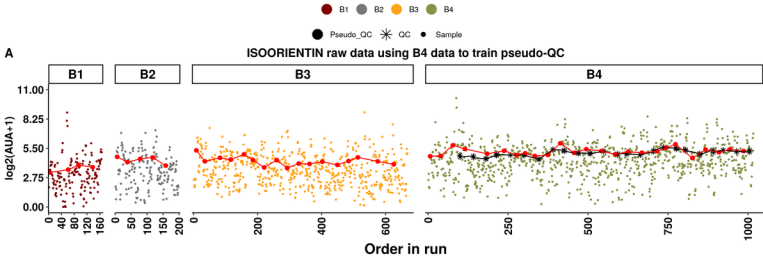 B1 B2 B3 B4
Pseudo_QC QC Sample
A ISOORIENTIN raw data using B4 data to train pseudo-QC
B1 B2 B3 B4
log2(AUA+1)
11.00
8.25
5.50
2.75
0.00
0 40 80 120 160 0 50 100 150 200 0 200 400 600 0 250 500 750 1000
Order in run